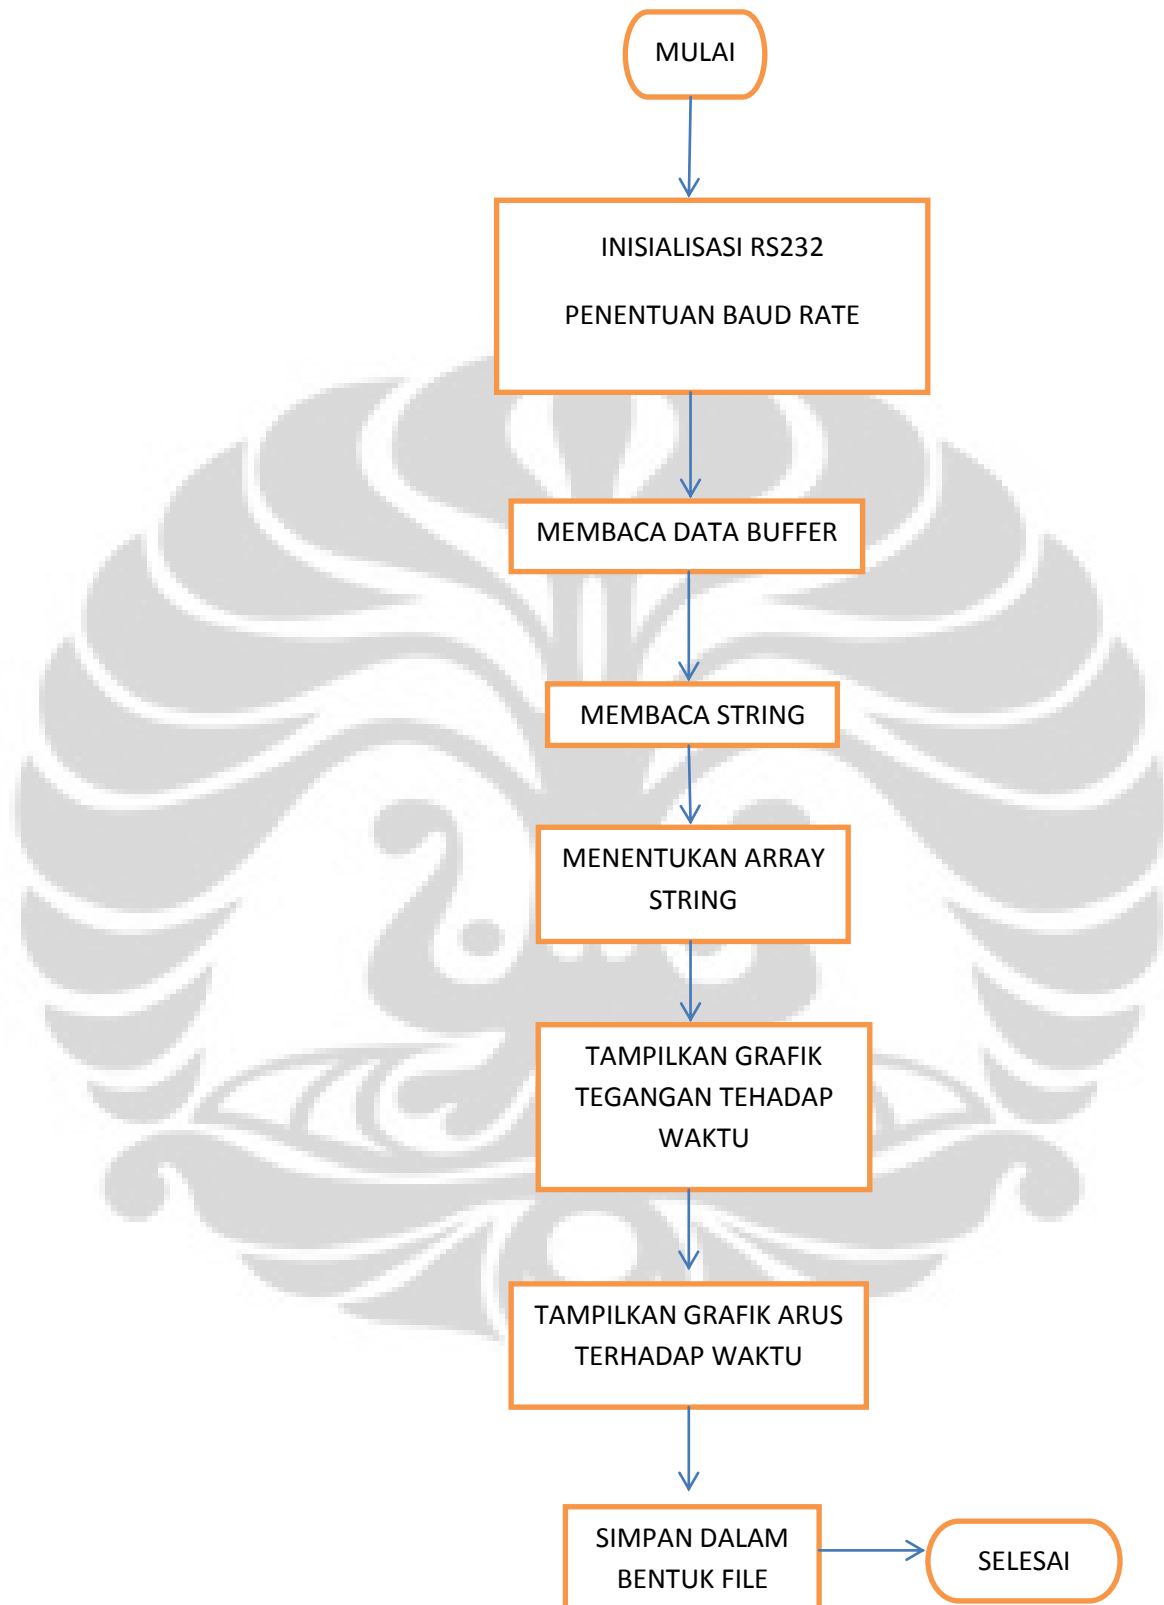 MULAI
INISIALISASI RS232
PENENTUAN BAUD RATE
MEMBACA DATA BUFFER
MEMBACA STRING
MENENTUKAN ARRAY
STRING
TAMPILKAN GRAFIK
TEGANGAN TEHADAP
WAKTU
TAMPILKAN GRAFIK ARUS
TERHADAP WAKTU
SIMPAN DALAM
BENTUK FILE
SELESAI